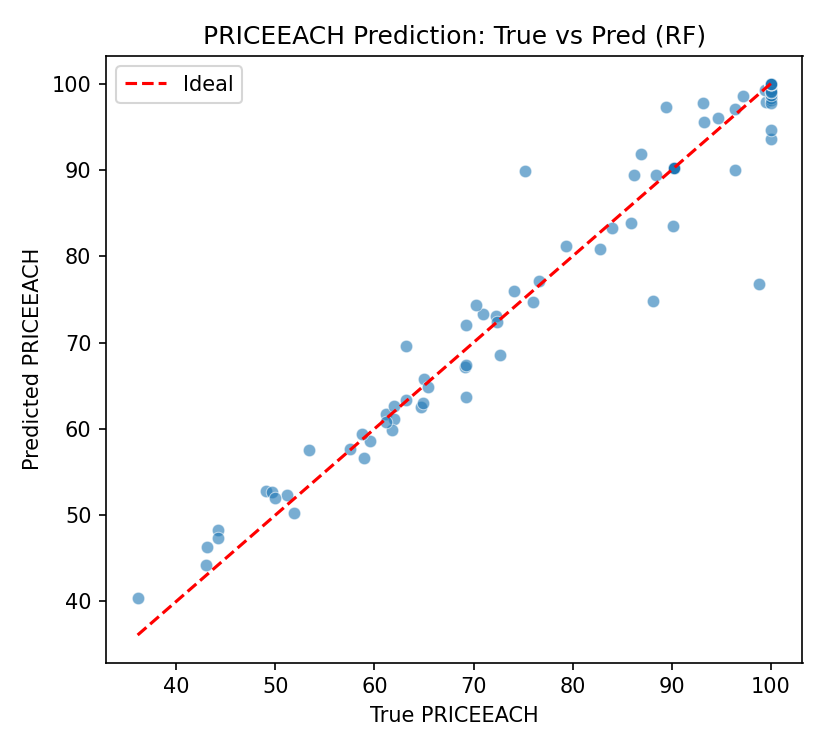 PRICEEACH Prediction: True vs Pred (RF)
Ideal
100
90
80
70
60
50
40
Predicted PRICEEACH
40 50 60 70 80 90 100
True PRICEEACH